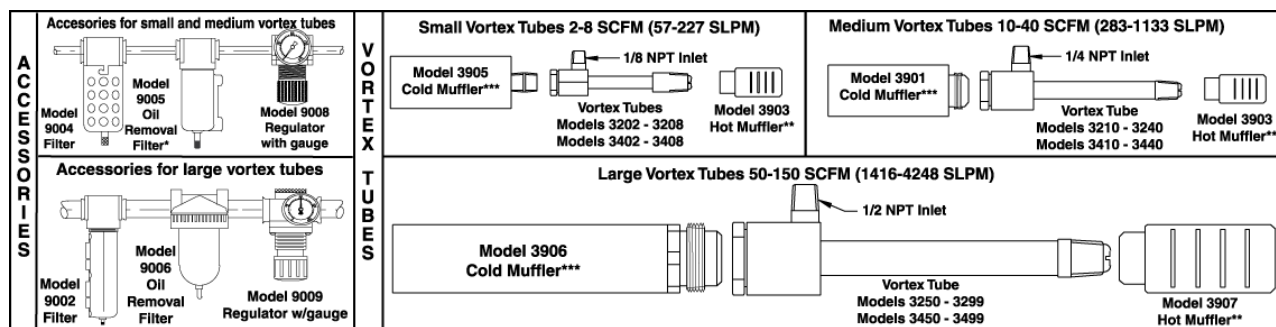 ACCESSORIES
Accesories for small and medium vortex tubes
Model
9004
Filter
Model
9005
Oil
Removal
Filter*
Model 9008
Regulator
with gauge
Accessories for large vortex tubes
Model
9002
Filter
Model
9006
Oil
Removal
Filter
Model 9009
Regulator w/gauge
VORTEX TUBES
Small Vortex Tubes 2-8 SCFM (57-227 SLPM)
Model 3905
Cold Muffler***
1/8 NPT Inlet
Vortex Tubes
Models 3202 - 3208
Models 3402 - 3408
Model 3903
Hot Muffler**
Medium Vortex Tubes 10-40 SCFM (283-1133 SLPM)
Model 3901
Cold Muffler***
1/4 NPT Inlet
Vortex Tube
Models 3210 - 3240
Models 3410 - 3440
Model 3903
Hot Muffler**
Large Vortex Tubes 50-150 SCFM (1416-4248 SLPM)
Model 3906
Cold Muffler***
1/2 NPT Inlet
Vortex Tube
Models 3250 - 3299
Models 3450 - 3499
Model 3907
Hot Muffler**